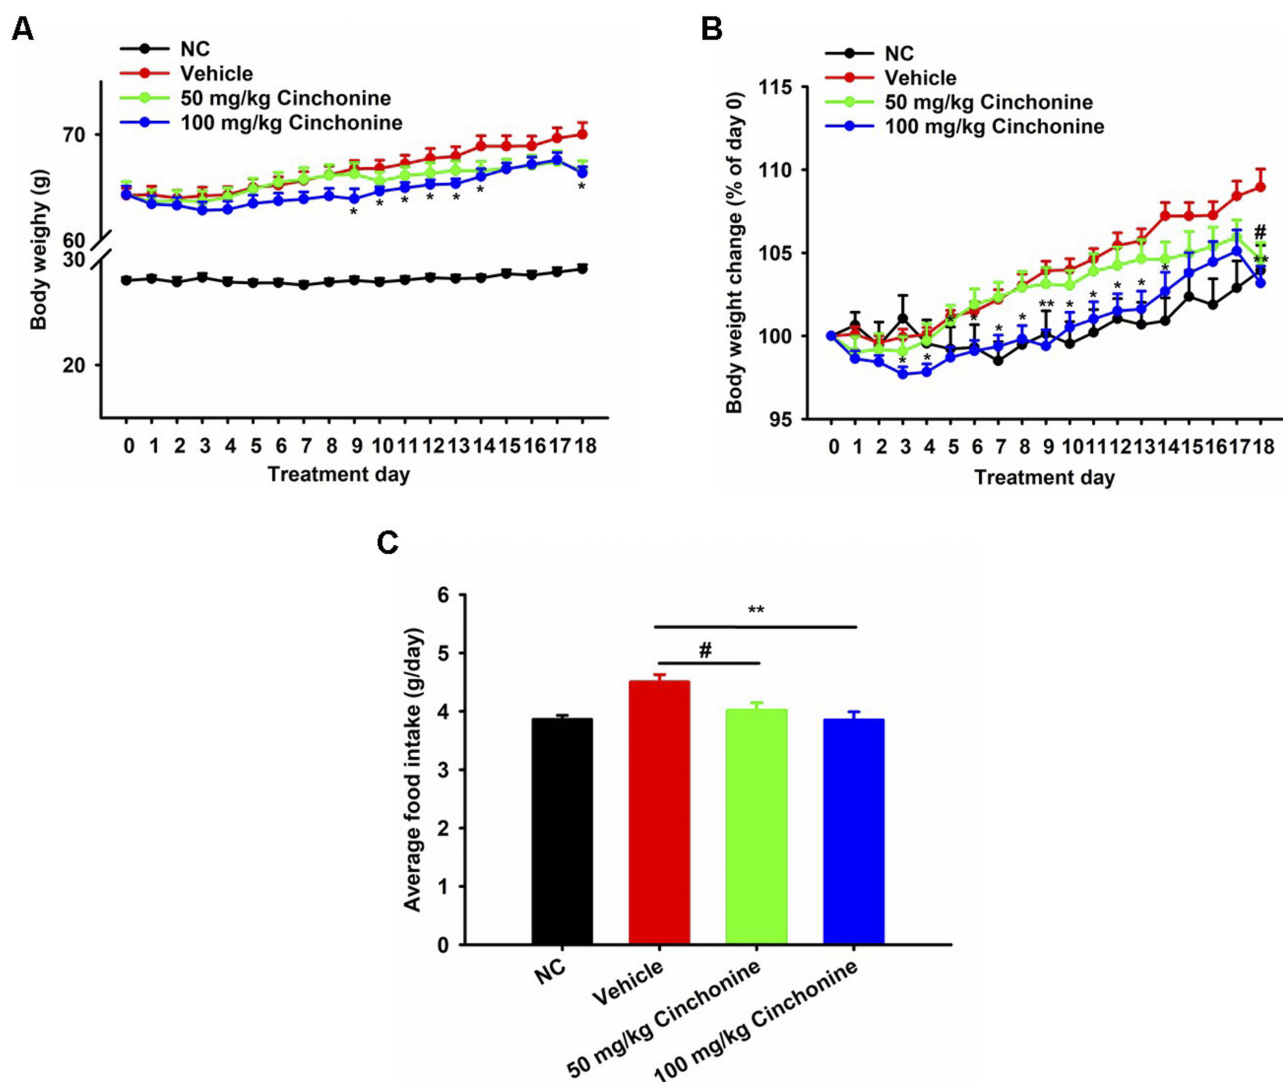 A
NC
Vehicle
50 mg/kg Cinchonine
100 mg/kg Cinchonine
Body weighy (g)
70
60
30
20
* * * * * * *
0 1 2 3 4 5 6 7 8 9 10 11 12 13 14 15 16 17 18
Treatment day
B
NC
Vehicle
50 mg/kg Cinchonine
100 mg/kg Cinchonine
Body weight change (% of day 0)
115
110
105
100
95
#
**
* * * * * * ** * * * * *
0 1 2 3 4 5 6 7 8 9 10 11 12 13 14 15 16 17 18
Treatment day
C
Average food intake (g/day)
6
5
4
3
2
1
0
**
#
NC
Vehicle
50 mg/kg Cinchonine
100 mg/kg Cinchonine